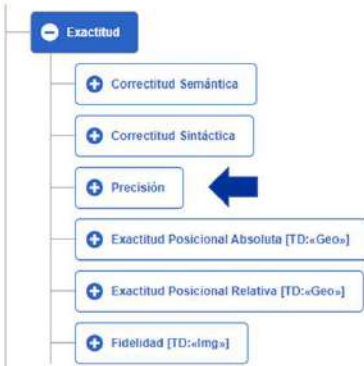 Exactitud
Correctitud Semántica
Correctitud Sintáctica
Precisión
Exactitud Posicional Absoluta [TD:«Geo»]
Exactitud Posicional Relativa [TD:«Geo»]
Fidelidad [TD:«Img»]